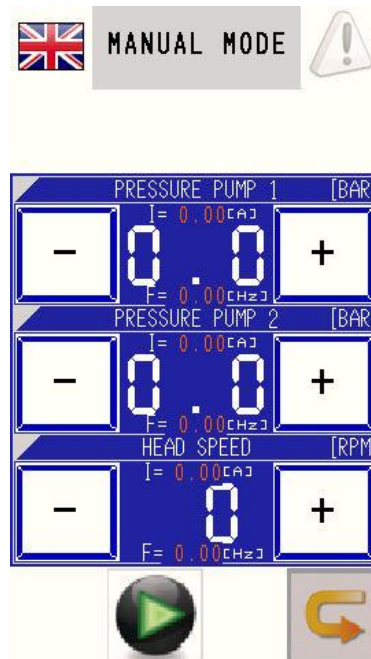 MANUAL MODE
PRESSURE PUMP 1 [BAR
I= 0.00[A]
- 0.0 +
F= 0.00[Hz]
PRESSURE PUMP 2 [BAR
I= 0.00[A]
- 0.0 +
F= 0.00[Hz]
HEAD SPEED [RPM
I= 0.00[A]
- 0 +
F= 0.00[Hz]